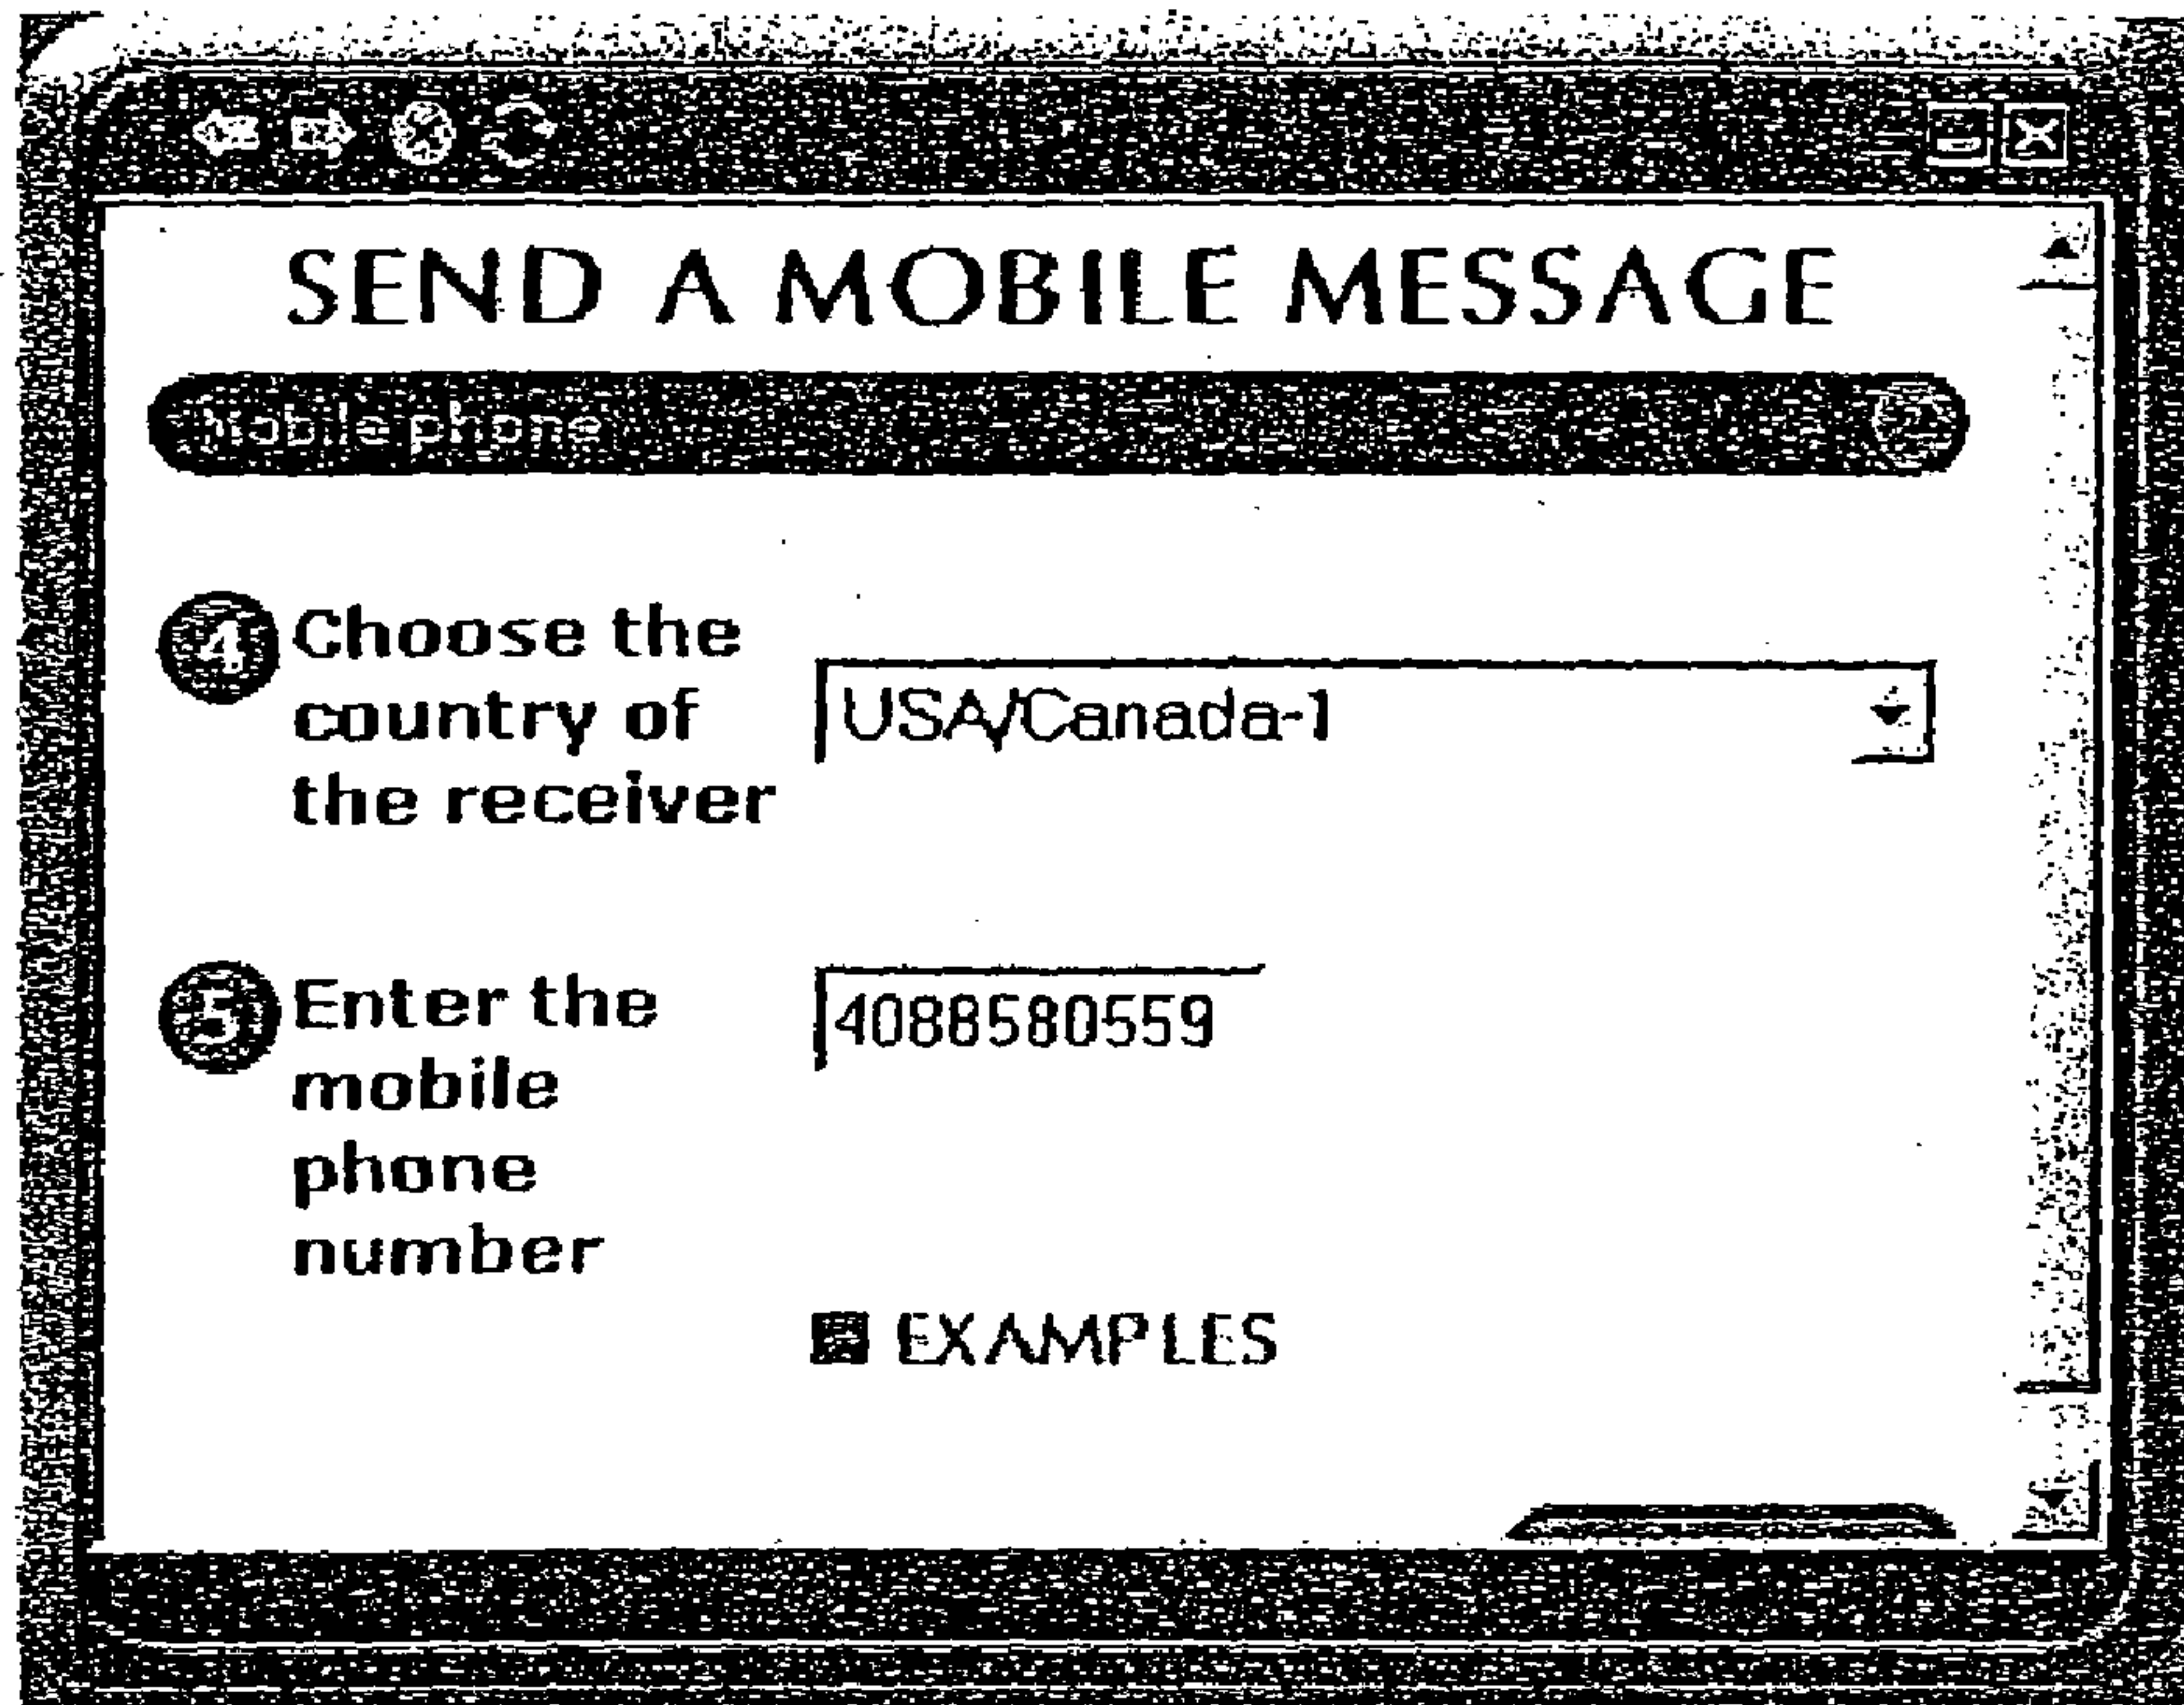 SEND A MOBILE MESSAGE
Mobile phone
4 Choose the
country of
the receiver
USA/Canada-1
5 Enter the
mobile
phone
number
4088580559
EXAMPLES